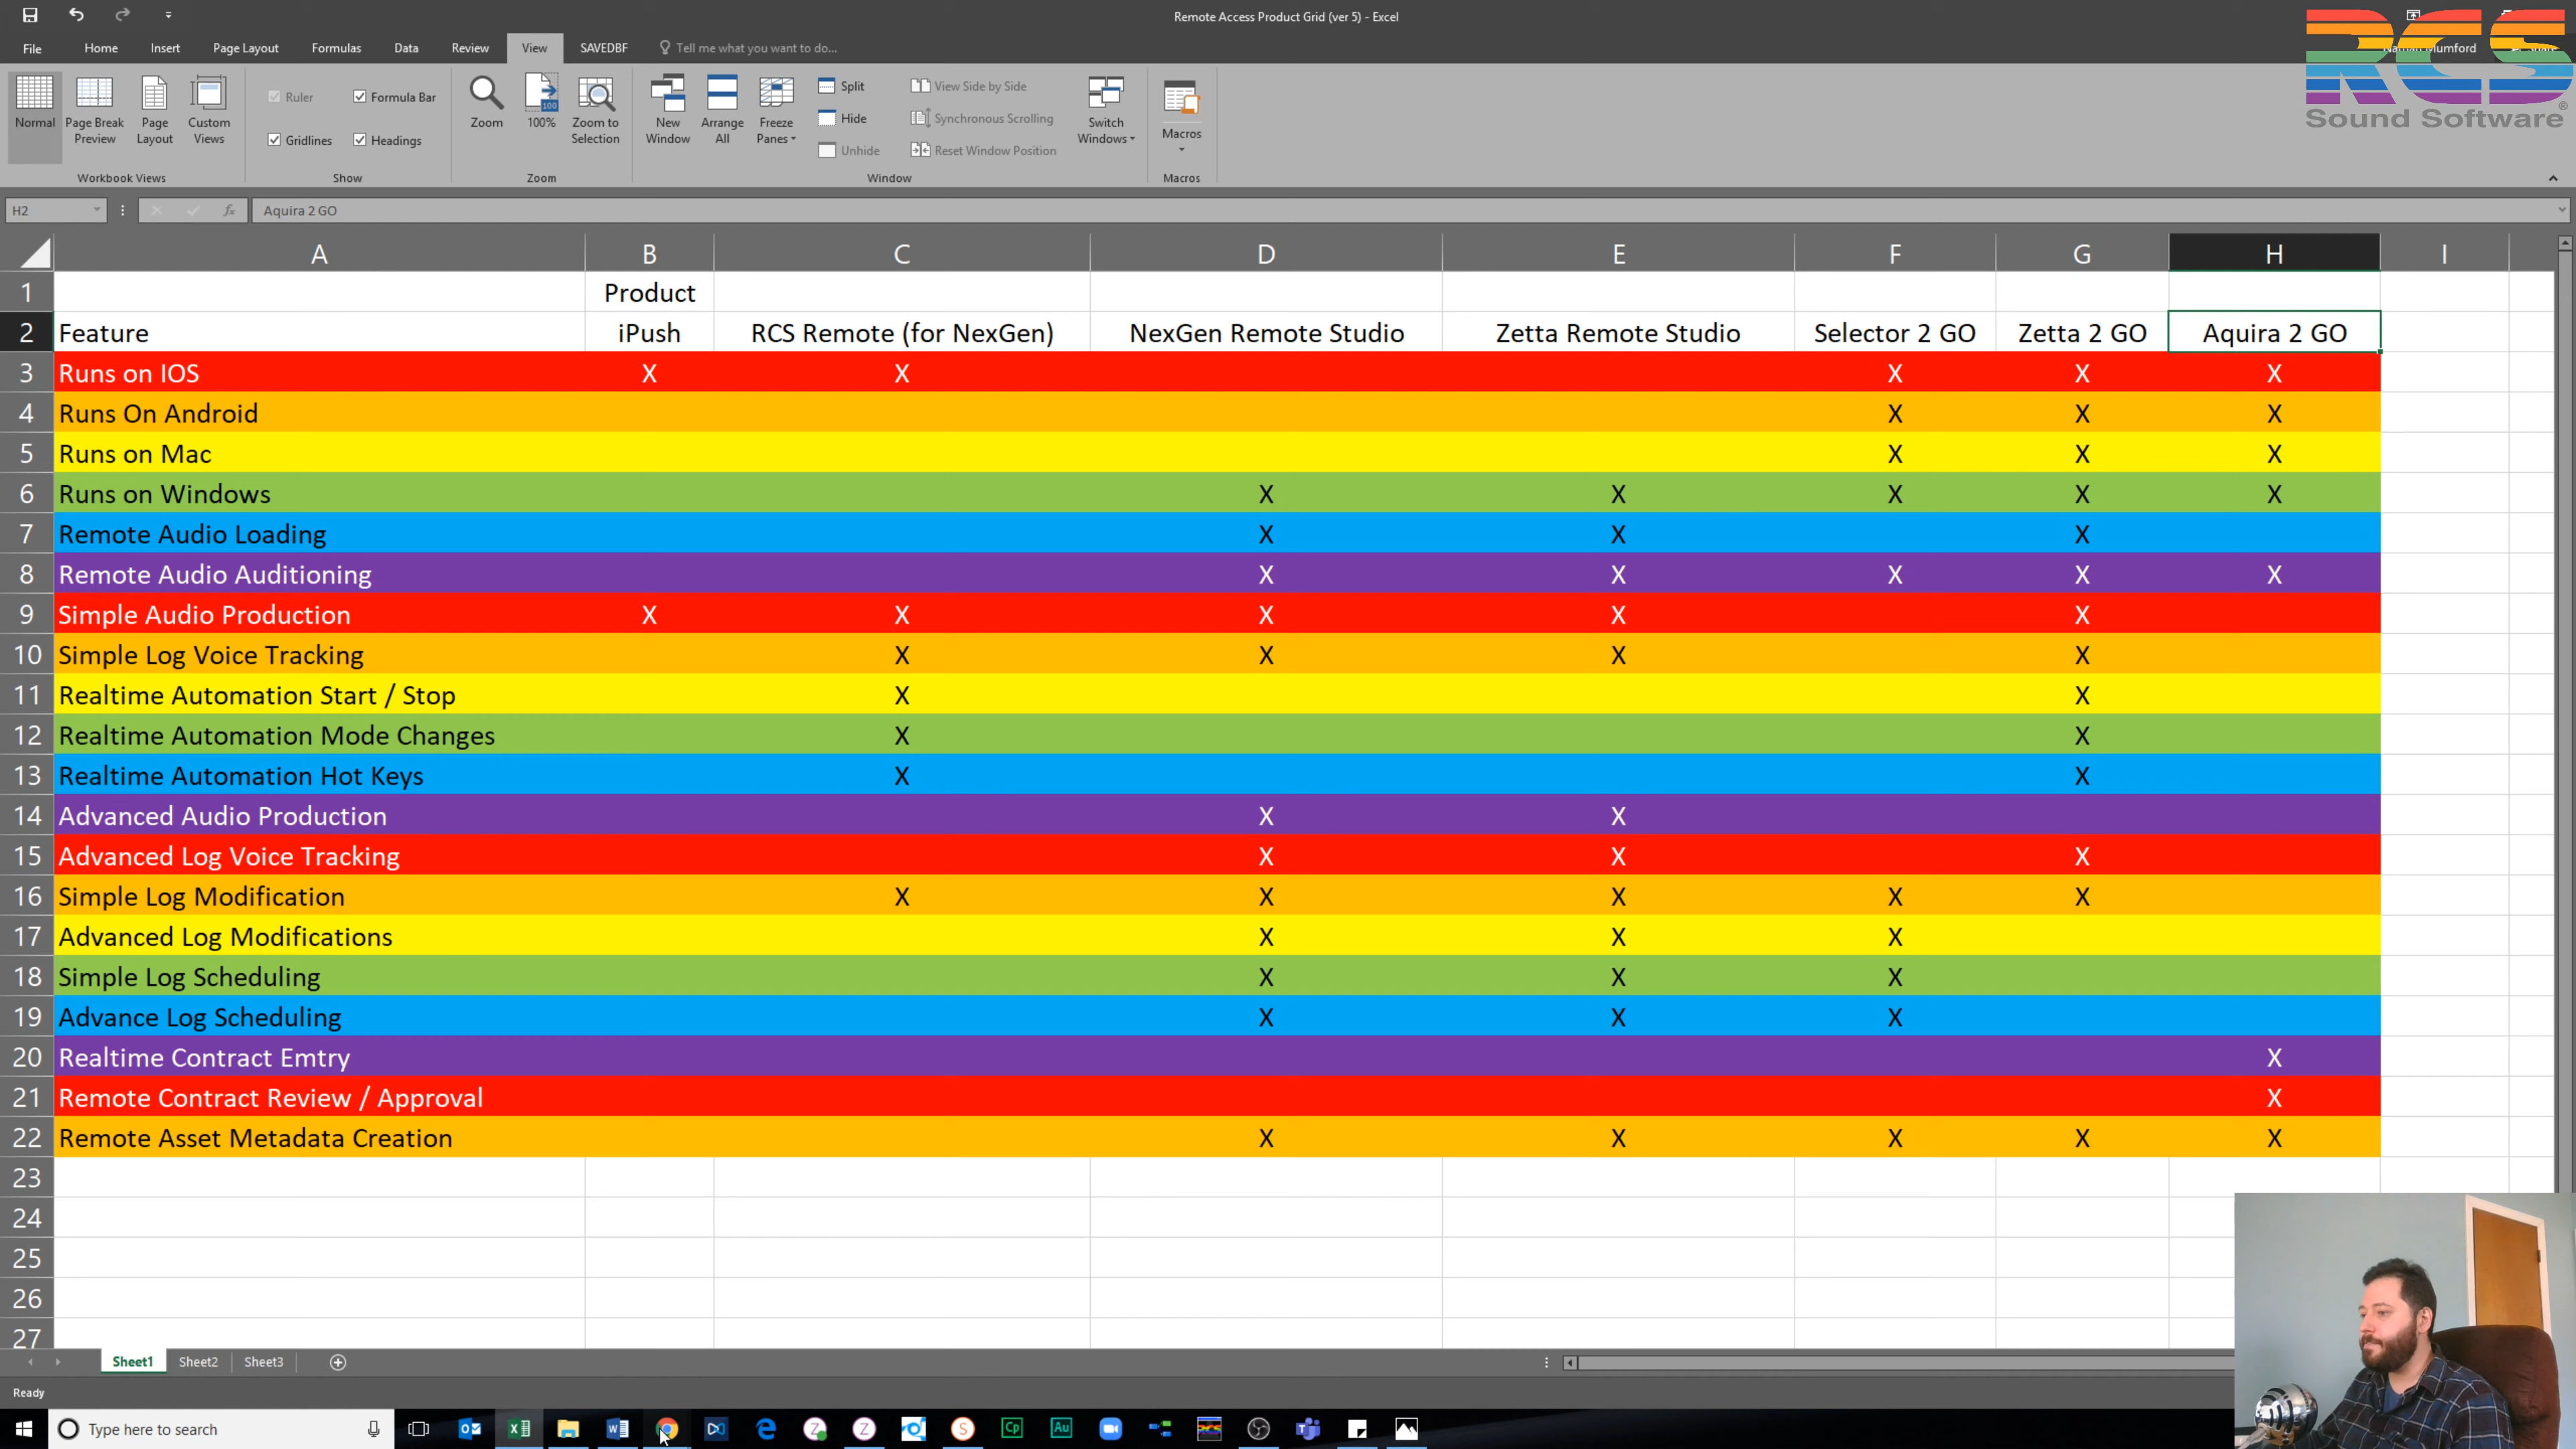 Remote Access Product Grid (ver 5) - Excel
File Home Insert Page Layout Formulas Data Review View SAVEDBF Tell me what you want to do... Mumford
RCS
Sound Software®
Normal Page Break Preview Page Layout Custom Views
Workbook Views
Ruler Formula Bar
Gridlines Headings
Show
Zoom 100% Zoom to Selection
Zoom
New Window Arrange All Freeze Panes
Split View Side by Side
Hide Synchronous Scrolling
Unhide Reset Window Position
Switch Windows
Window
Macros
Macros
H2 fx Aquira 2 GO
A B C D E F G H I
1 Product
2 Feature iPush RCS Remote (for NexGen) NexGen Remote Studio Zetta Remote Studio Selector 2 GO Zetta 2 GO Aquira 2 GO
3 Runs on IOS X X X X X
4 Runs On Android X X X
5 Runs on Mac X X X
6 Runs on Windows X X X X X
7 Remote Audio Loading X X X
8 Remote Audio Auditioning X X X X X
9 Simple Audio Production X X X X X
10 Simple Log Voice Tracking X X X X
11 Realtime Automation Start / Stop X X
12 Realtime Automation Mode Changes X X
13 Realtime Automation Hot Keys X X
14 Advanced Audio Production X X
15 Advanced Log Voice Tracking X X X
16 Simple Log Modification X X X X X
17 Advanced Log Modifications X X X
18 Simple Log Scheduling X X X
19 Advance Log Scheduling X X X
20 Realtime Contract Emtry X
21 Remote Contract Review / Approval X
22 Remote Asset Metadata Creation X X X X X
23
24
25
26
27
Sheet1 Sheet2 Sheet3
Ready
Type here to search